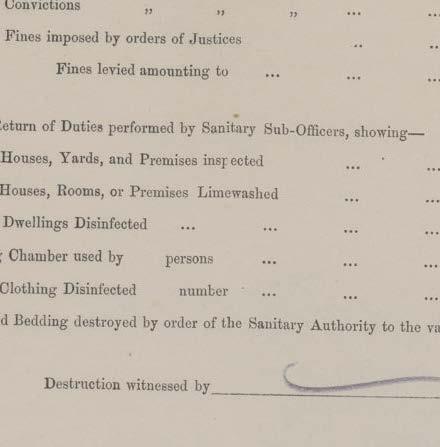 Convictions „ „ „ ... ...
Fines imposed by orders of Justices .. ...
Fines levied amounting to ... ... ...
eturn of Duties performed by Sanitary Sub-Officers, showing—
Houses, Yards, and Premises inspected ... ...
Houses, Rooms, or Premises Limewashed ... ...
Dwellings Disinfected ... ... ... ...
g Chamber used by persons ... ... ...
Clothing Disinfected number ... ... ...
d Bedding destroyed by order of the Sanitary Authority to the va
Destruction witnessed by